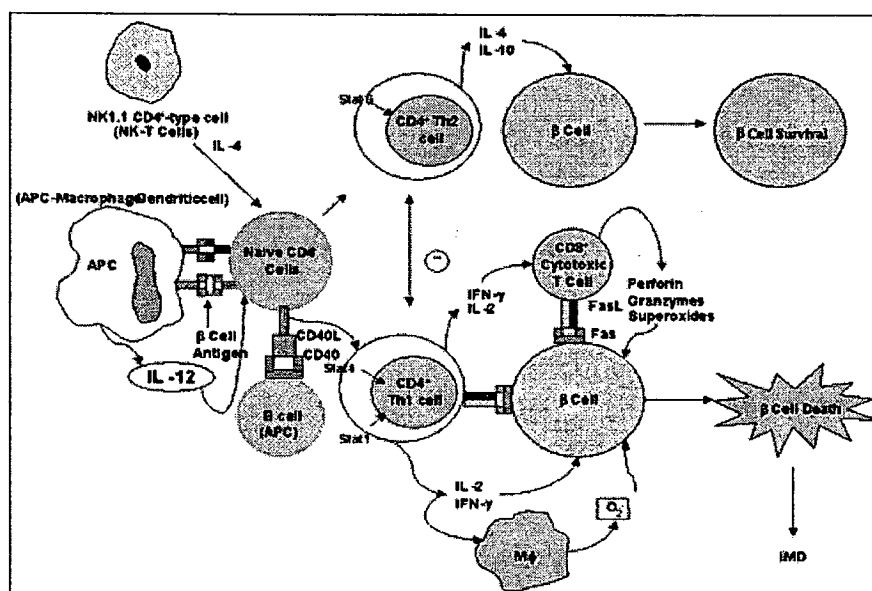 IL -4
IL -10
NK1.1 CD4⁺-type cell
(NK-T Cells)
IL -4
Stat6
CD4⁺ Th2
cell
β Cell
β Cell Survival
(APC-MacrophageDendriticcell)
APC
Naive CD4
Cells
β Cell
Antigen
IL -12
CD40L
CD40
B cell
(APC)
Stat4
CD4⁺
Th1 cell
Stat1
IFN-γ
IL -2
CD8⁺
Cytotoxic
T Cell
FasL
Fas
Perforin
Granzymes
Superoxides
β Cell
β Cell Death
IL -2
IFN-γ
Mϕ
O₂
IMD